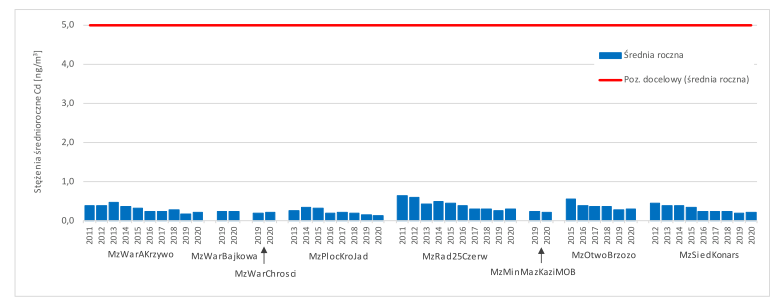 5,0
4,0
3,0
2,0
1,0
0,0
Stężenia średnioroczne Cd [ng/m³]
Średnia roczna
Poz. docelowy (średnia roczna)
2011 2012 2013 2014 2015 2016 2017 2018 2019 2020 2019 2020 2019 2020 2013 2014 2015 2016 2017 2018 2019 2020 2011 2012 2013 2014 2015 2016 2017 2018 2019 2020 2019 2020 2015 2016 2017 2018 2019 2020 2012 2013 2014 2015 2016 2017 2018 2019 2020
MzWarAKrzywo MzWarBajkowa MzPlocKroJad MzRad25Czerw MzOtwoBrzozo MzSiedKonars
MzWarChrosci MzMinMazKaziMOB